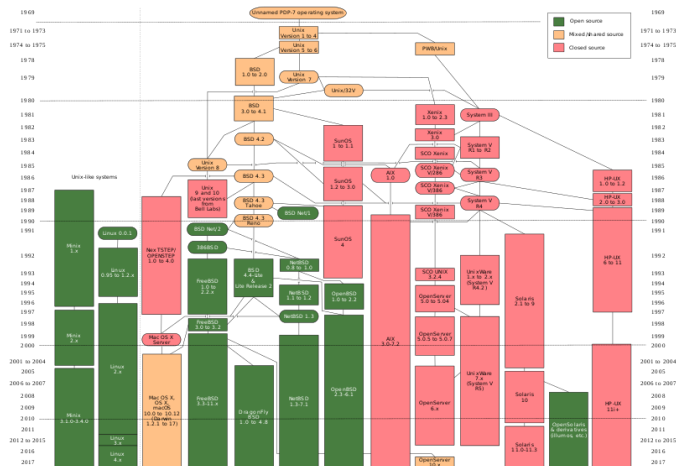 Unnamed PDP-7 operating system
1969
1971 to 1973
1974 to 1975
1978
1979
1980
1981
1982
1983
1984
1985
1986
1987
1988
1989
1990
1991
1992
1993
1994
1995
1996
1997
1998
1999
2000
2001 to 2004
2005
2006 to 2007
2008
2009
2010
2011
2012 to 2015
2016
2017
1969
1971 to 1973
1974 to 1975
1978
1979
1980
1981
1982
1983
1984
1985
1986
1987
1988
1989
1990
1991
1992
1993
1994
1995
1996
1997
1998
1999
2000
2001 to 2004
2005
2006 to 2007
2008
2009
2010
2011
2012 to 2015
2016
2017
Open source
Mixed/shared source
Closed source
Unix
Version 1 to 4
Unix
Version 5 to 6
PWB/Unix
BSD
1.0 to 2.0
Unix
Version 7
Unix/32V
BSD
3.0 to 4.1
Xenix
1.0 to 2.3
System III
Xenix
3.0
SunOS
1 to 1.1
BSD 4.2
System V
R1 to R2
SCO Xenix
Unix
Version 8
SCO Xenix
V/286
AIX
1.0
System V
R3
BSD 4.3
SunOS
1.2 to 3.0
SCO Xenix
V/386
HP-UX
1.0 to 1.2
Unix-like systems
Unix
9 and 10
(last versions
from
Bell Labs)
BSD 4.3
Tahoe
HP-UX
2.0 to 3.0
System V
R4
SCO Xenix
V/386
BSD Net/1
BSD 4.3
Reno
BSD Net/2
Linux 0.0.1
386BSD
SunOS
4
Minix
1.x
NexTSTEP/
OPENSTEP
1.0 to 4.0
HP-UX
6 to 11
NetBSD
0.8 to 1.0
BSD
4.4-lite
&
Lite Release 2
Linux
0.95 to 1.2.x
FreeBSD
1.0 to
2.2.x
SCO UNIX
3.2.4
UnixWare
1.x to 2.x
(System V
R4.2)
NetBSD
1.1 to 1.2
OpenBSD
1.0 to 2.2
OpenServer
5.0 to 5.04
Solaris
2.1 to 9
NetBSD 1.3
FreeBSD
3.0 to 3.2
Minix
2.x
Mac OS X
Server
AIX
3.0-7.2
OpenServer
5.0.5 to 5.0.7
Linux
2.x
UnixWare
7.x
(System V
R5)
Mac OS X,
OS X,
macOS
10.0 to 10.12
(Darwin
1.2.1 to 17)
FreeBSD
3.3-11.x
NetBSD
1.3-7.1
OpenBSD
2.3-6.1
DragonFly
BSD
1.0 to 4.8
OpenServer
6.x
Solaris
10
HP-UX
11i+
Minix
3.1.0-3.4.0
OpenSolaris
& derivatives
(illumos, etc.)
Linux
3.x
Linux
4.x
Solaris
11.0-11.3
OpenServer
10.x